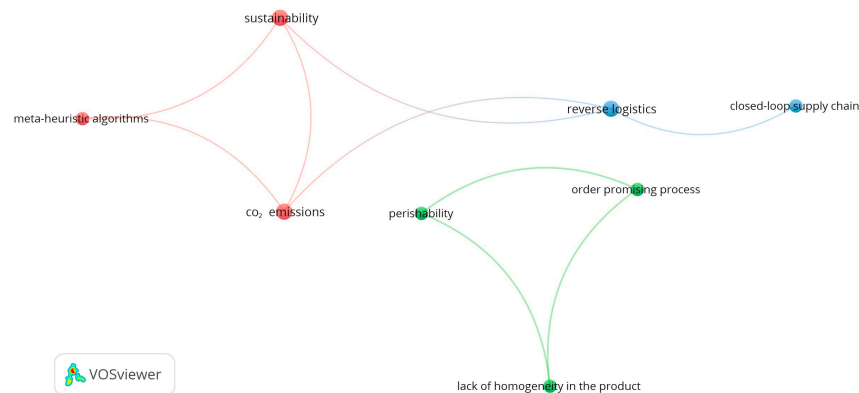 sustainability
meta-heuristic algorithms
reverse logistics
closed-loop supply chain
order promising process
co₂ emissions
perishability
VOSviewer
lack of homogeneity in the product